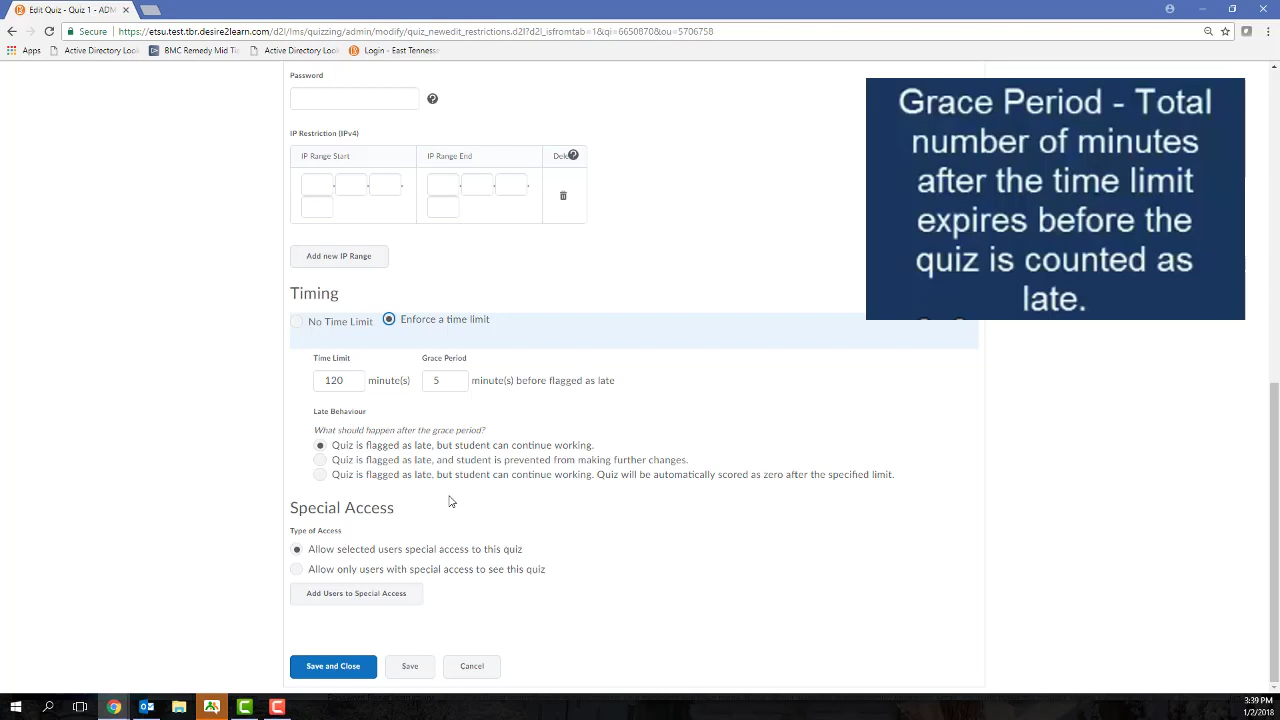 Edit Quiz - Quiz 1 - ADM
Secure https://etsu.test.tbr.desire2learn.com/d2l/lms/quizzing/admin/modify/quiz_newedit_restrictions.d2l?d2l_isfromtab=1&qi=6650870&ou=5706758
Apps Active Directory Look BMC Remedy Mid Tie Active Directory Look Login - East Tennesse
Password
IP Restriction (IPv4)
IP Range Start IP Range End
Add new IP Range
Grace Period - Total
number of minutes
after the time limit
expires before the
quiz is counted as
late.
Timing
No Time Limit Enforce a time limit
Time Limit Grace Period
120 minute(s) 5 minute(s) before flagged as late
Late Behaviour
What should happen after the grace period?
Quiz is flagged as late, but student can continue working.
Quiz is flagged as late, and student is prevented from making further changes.
Quiz is flagged as late, but student can continue working. Quiz will be automatically scored as zero after the specified limit.
Special Access
Type of Access
Allow selected users special access to this quiz
Allow only users with special access to see this quiz
Add Users to Special Access
Save and Close Save Cancel
3:39 PM
1/2/2018